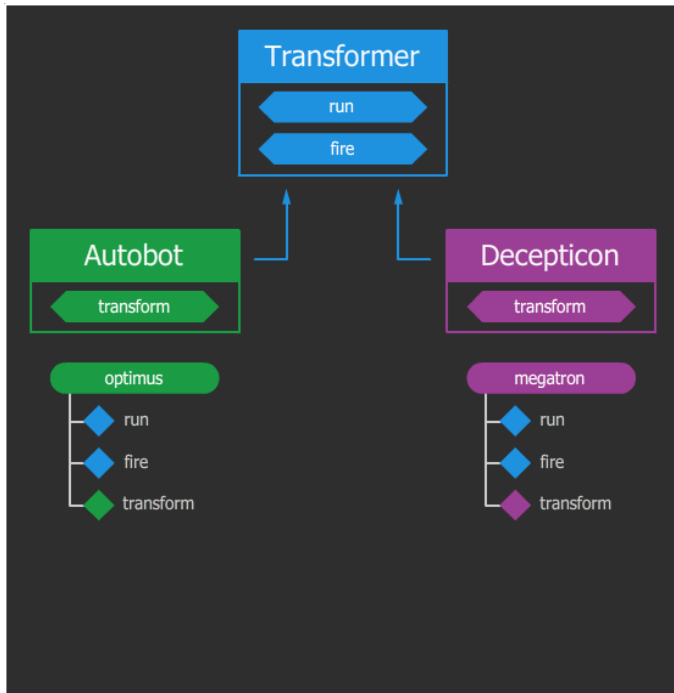 Transformer
run
fire
Autobot
transform
Decepticon
transform
optimus
run
fire
transform
megatron
run
fire
transform